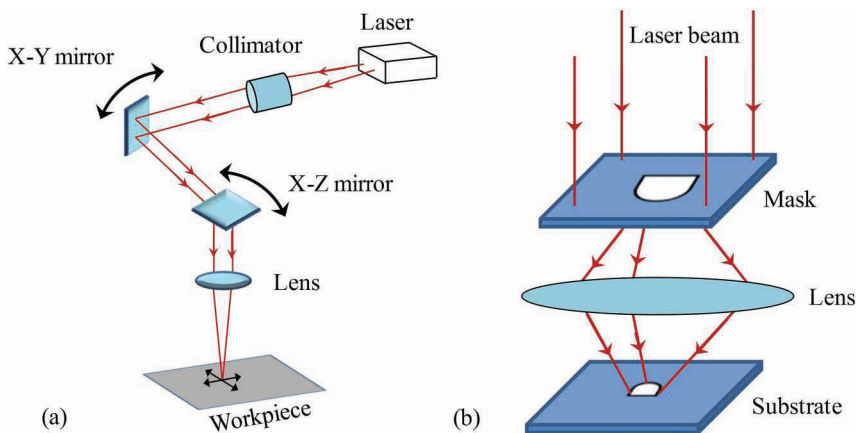 Laser
Collimator
X-Y mirror
X-Z mirror
Lens
Workpiece
(a)
Laser beam
Mask
Lens
Substrate
(b)